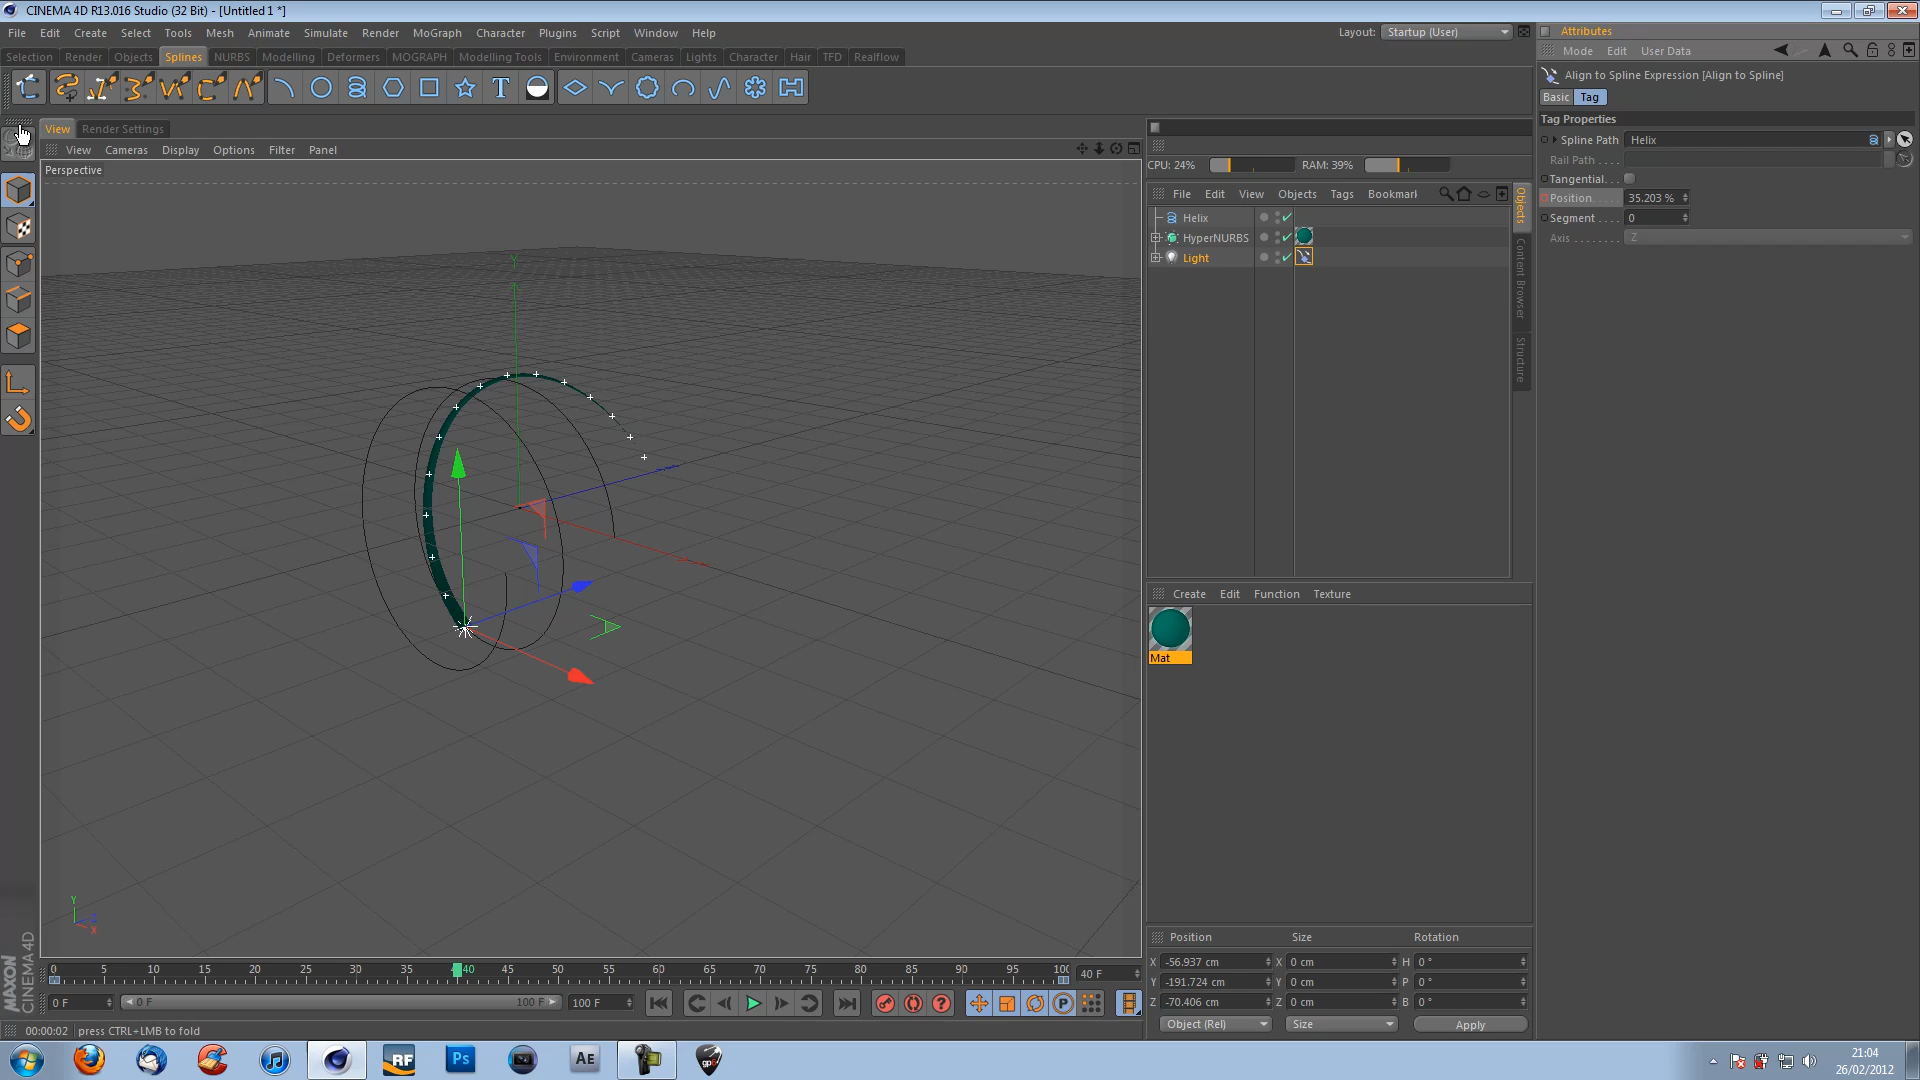 CINEMA 4D R13.016 Studio (32 Bit) - [Untitled 1 *]
File Edit Create Select Tools Mesh Animate Simulate Render MoGraph Character Plugins Script Window Help
Layout: Startup (User)
Selection Render Objects Splines NURBS Modelling Deformers MOGRAPH Modelling Tools Environment Cameras Lights Character Hair TFD Realflow
View Render Settings
View Cameras Display Options Filter Panel
Perspective
Y
Y
Z
X
CPU: 24% RAM: 39%
File Edit View Objects Tags Bookmark
Helix
HyperNURBS
Light
Objects
Content Browser
Structure
Create Edit Function Texture
Mat
Attributes
Mode Edit User Data
Align to Spline Expression [Align to Spline]
Basic Tag
Tag Properties
Spline Path Helix
Rail Path . . . .
Tangential. . .
Position. . . . . 35.203 %
Segment . . . . 0
Axis . . . . . . . . Z
0 5 10 15 20 25 30 35 40 45 50 55 60 65 70 75 80 85 90 95 100 40 F
0 F 0 F 100 F 100 F
00:00:02 press CTRL+LMB to fold
MAXON
CINEMA 4D
Position Size Rotation
X -56.937 cm X 0 cm H 0 °
Y -191.724 cm Y 0 cm P 0 °
Z -70.406 cm Z 0 cm B 0 °
Object (Rel) Size Apply
RF Ps AE gp6
21:04
26/02/2012